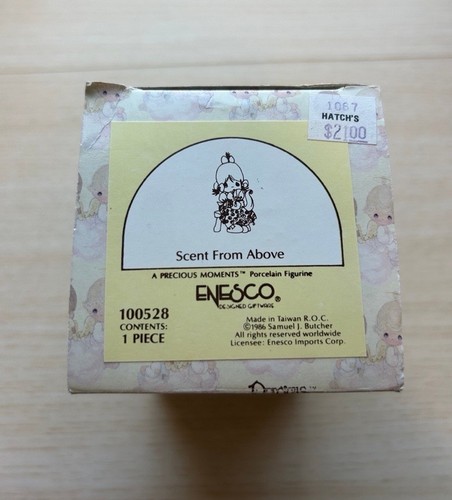 1087
HATCH'S
$21.00
Scent From Above
A PRECIOUS MOMENTS™ Porcelain Figurine
ENESCO®
DESIGNED GIFTWARE
100528
CONTENTS:
1 PIECE
Made in Taiwan R.O.C.
©1986 Samuel J. Butcher
All rights reserved worldwide
Licensee: Enesco Imports Corp.